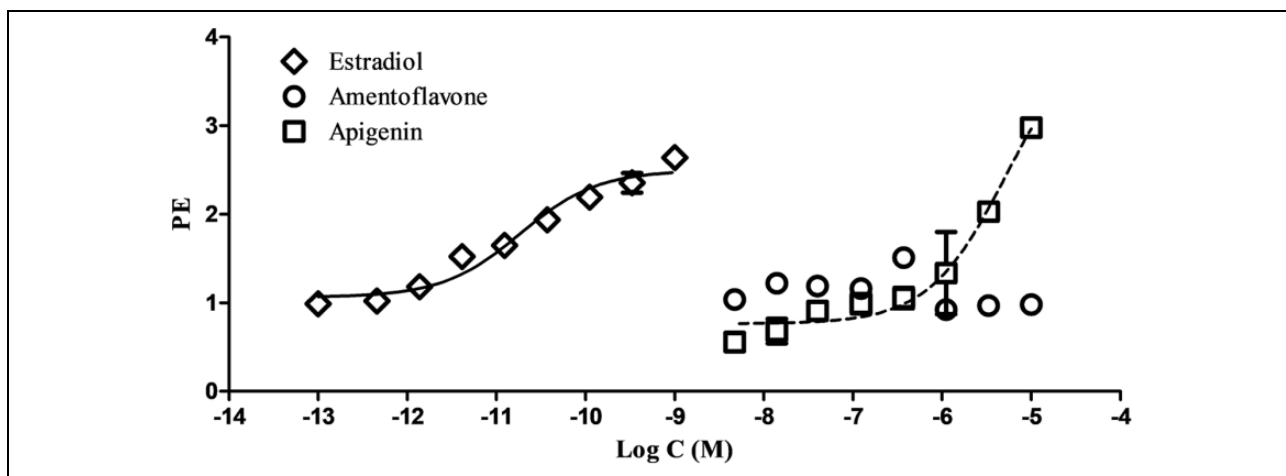 4
Estradiol
Amentoflavone
3
Apigenin
PE
2
1
0
-14 -13 -12 -11 -10 -9 -8 -7 -6 -5 -4
Log C (M)